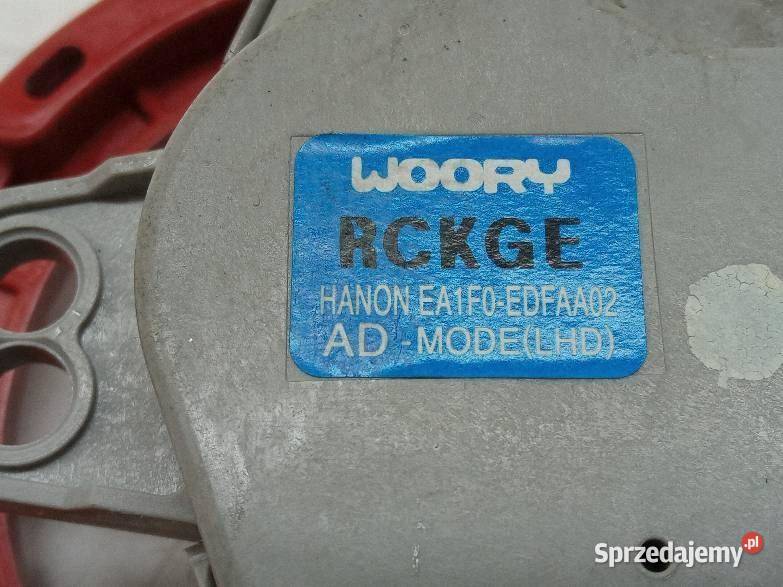 WOORY
RCKGE
HANON EA1F0-EDFAA02
AD -MODE(LHD)
Sprzedajemy.pl